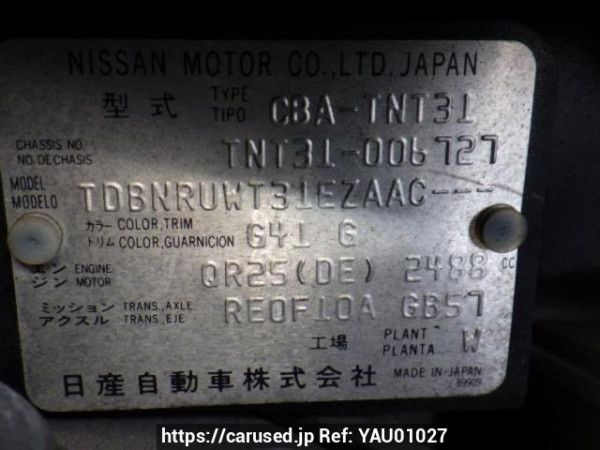 NISSAN MOTOR CO.,LTD. JAPAN
型式 TYPE TIPO CBA-TNT31
CHASSIS NO. NO. DE CHASIS TNT31-006727
MODEL MODELO TDBNRUWT31EZAAC---
カラー COLOR,TRIM トリム COLOR,GUARNICION G41 G
エンジン ENGINE MOTOR QR25(DE) 2488 cc
ミッション TRANS,AXLE アクスル TRANS,EJE RE0F10A GB57
工場 PLANT PLANTA W
日産自動車株式会社 MADE IN JAPAN
89909
https://carused.jp Ref: YAU01027